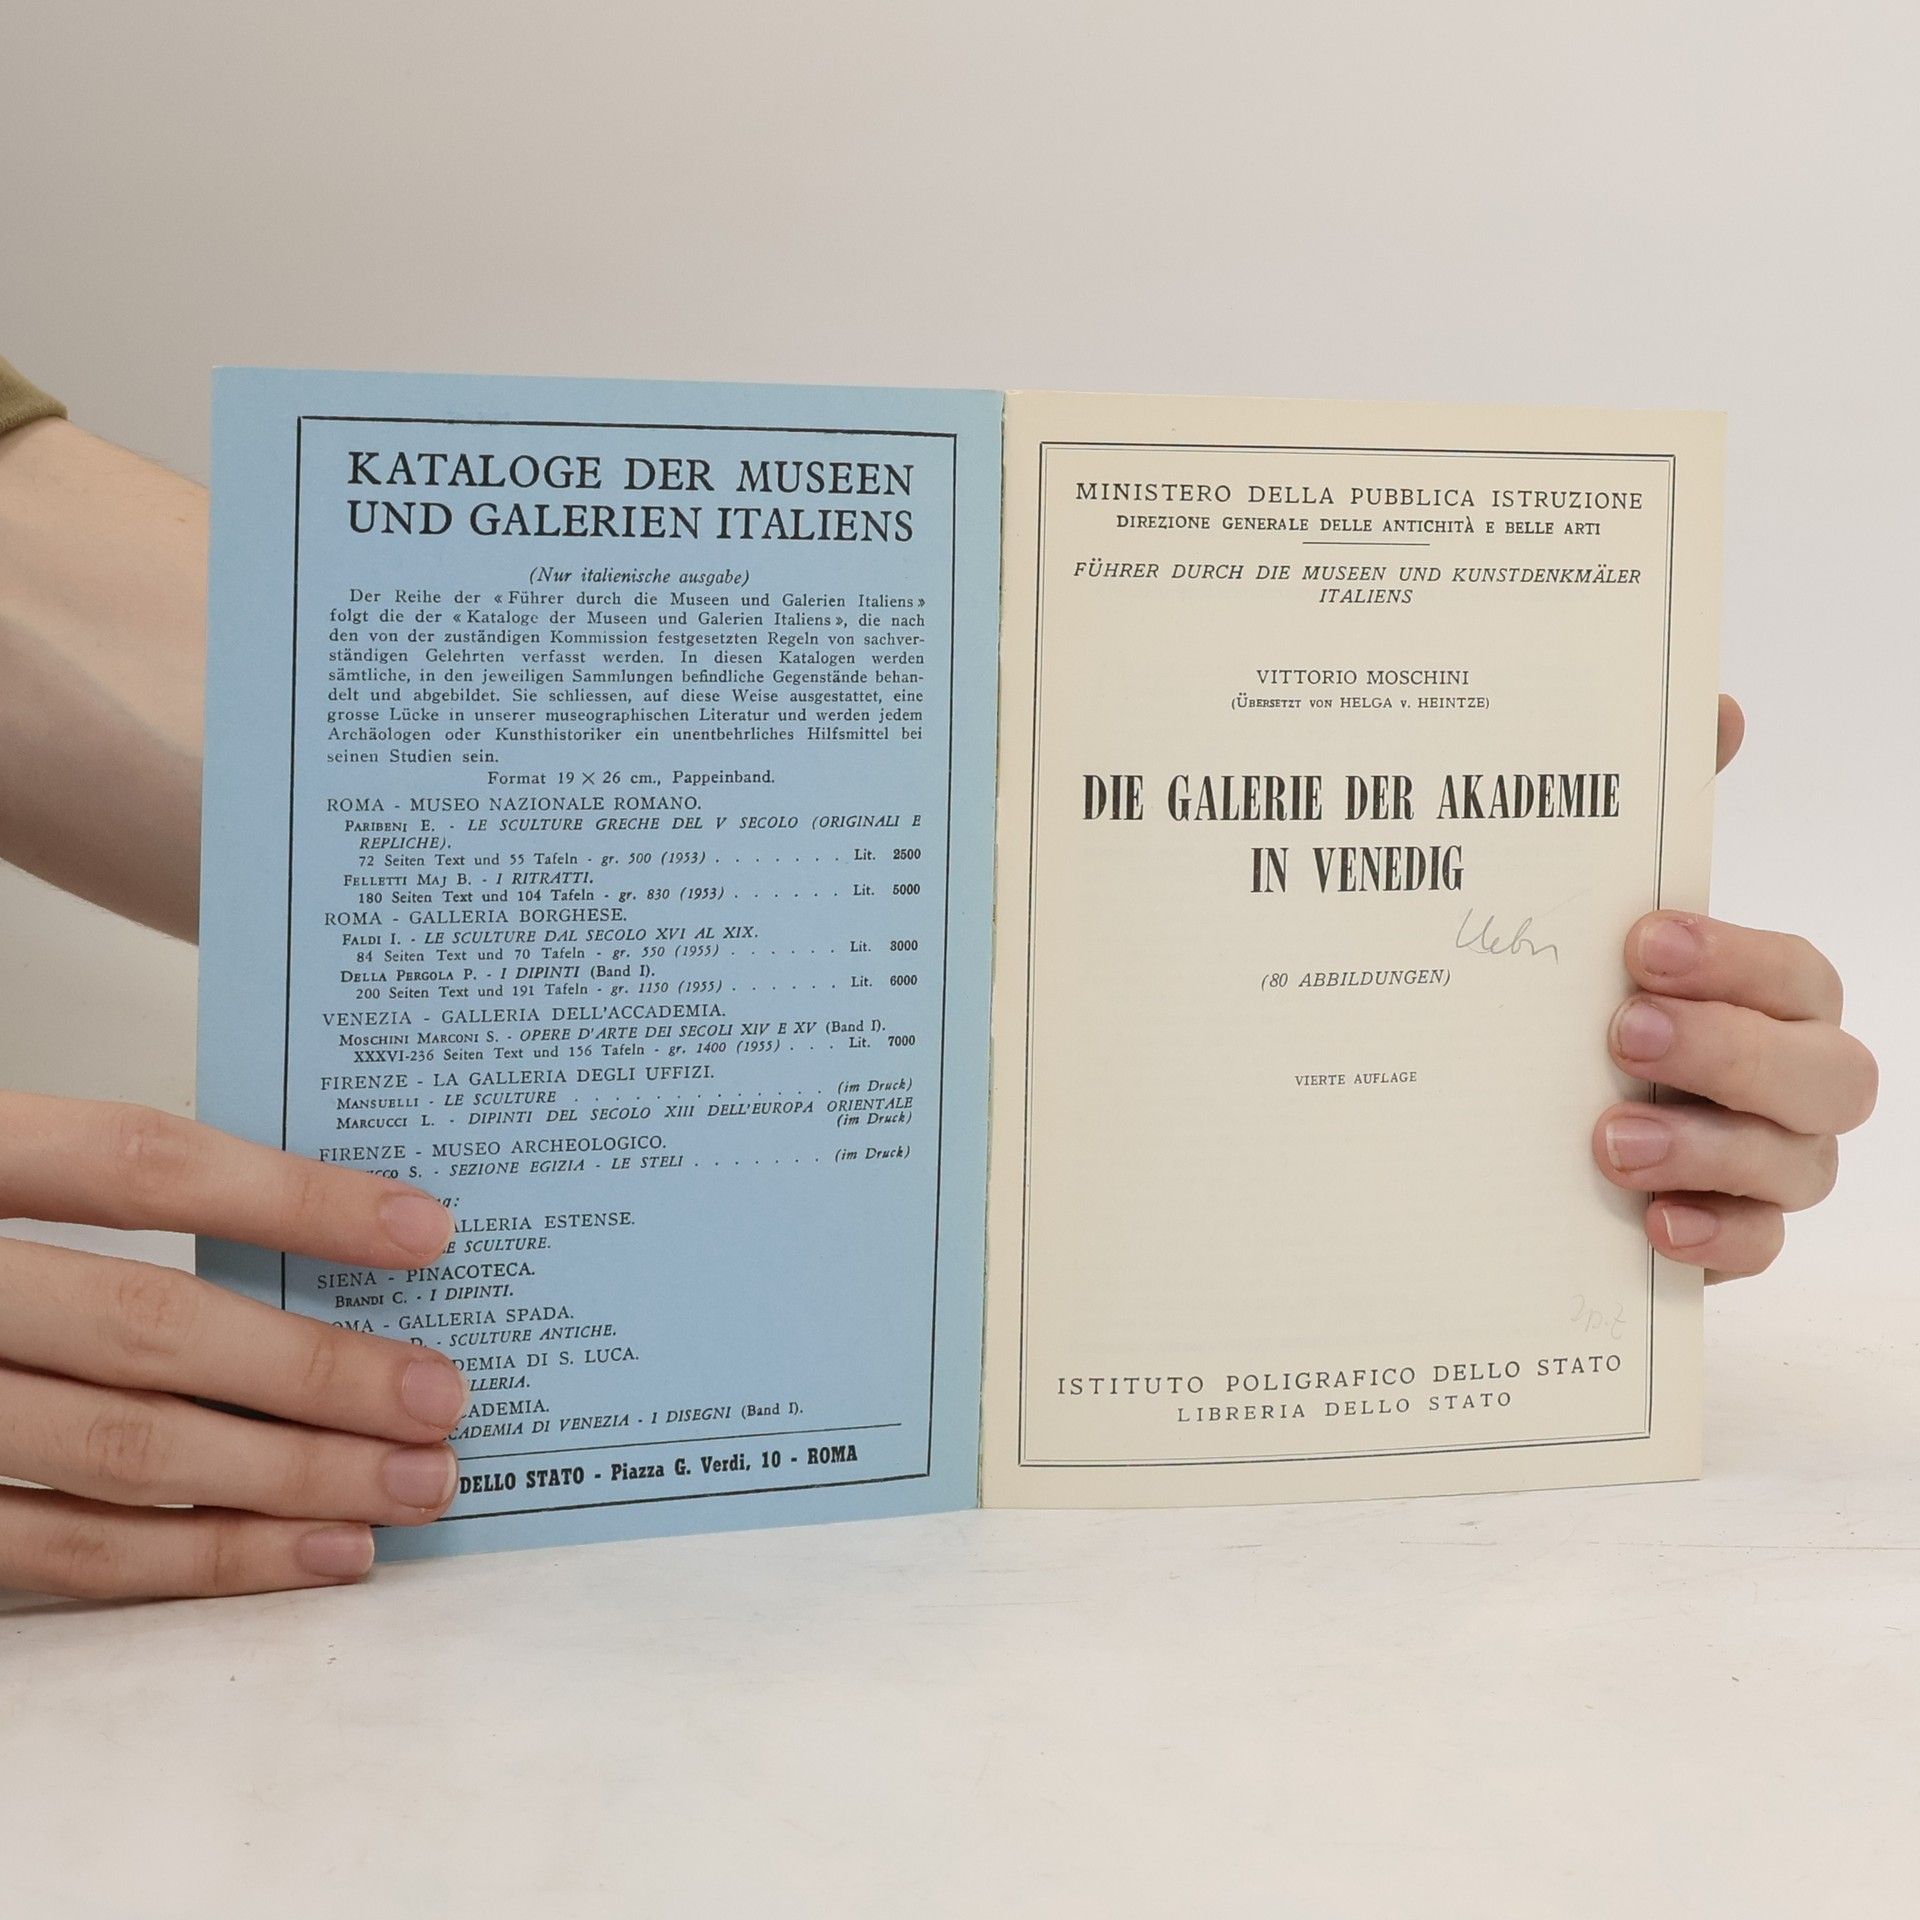 KATALOGE DER MUSEEN
UND GALERIEN ITALIENS
(Nur italienische ausgabe)
Der Reihe der « Führer durch die Museen und Galerien Italiens »
folgt die der « Kataloge der Museen und Galerien Italiens », die nach
den von der zuständigen Kommission festgesetzten Regeln von sachver-
ständigen Gelehrten verfasst werden. In diesen Katalogen werden
sämtliche, in den jeweiligen Sammlungen befindliche Gegenstände behan-
delt und abgebildet. Sie schliessen, auf diese Weise ausgestattet, eine
grosse Lücke in unserer museographischen Literatur und werden jedem
Archäologen oder Kunsthistoriker ein unentbehrliches Hilfsmittel bei
seinen Studien sein.
Format 19 × 26 cm., Pappeinband.
ROMA - MUSEO NAZIONALE ROMANO.
PARIBENI E. - LE SCULTURE GRECHE DEL V SECOLO (ORIGINALI E
REPLICHE).
72 Seiten Text und 55 Tafeln - gr. 500 (1953) . . . . . . . Lit. 2500
FELLETTI MAJ B. - I RITRATTI.
180 Seiten Text und 104 Tafeln - gr. 830 (1953) . . . . . . Lit. 5000
ROMA - GALLERIA BORGHESE.
FALDI I. - LE SCULTURE DAL SECOLO XVI AL XIX.
84 Seiten Text und 70 Tafeln - gr. 550 (1955) . . . . . . Lit. 3000
DELLA PERGOLA P. - I DIPINTI (Band I).
200 Seiten Text und 191 Tafeln - gr. 1150 (1955) . . . . . . Lit. 6000
VENEZIA - GALLERIA DELL'ACCADEMIA.
MOSCHINI MARCONI S. - OPERE D'ARTE DEI SECOLI XIV E XV (Band I).
XXXVI-236 Seiten Text und 156 Tafeln - gr. 1400 (1955) . . . Lit. 7000
FIRENZE - LA GALLERIA DEGLI UFFIZI.
MANSUELLI - LE SCULTURE . . . . . . . . . . . . . (im Druck)
MARCUCCI L. - DIPINTI DEL SECOLO XIII DELL'EUROPA ORIENTALE
(im Druck)
FIRENZE - MUSEO ARCHEOLOGICO.
S. - SEZIONE EGIZIA - LE STELI . . . . . . . (im Druck)
GALLERIA ESTENSE.
LE SCULTURE.
SIENA - PINACOTECA.
BRANDI C. - I DIPINTI.
ROMA - GALLERIA SPADA.
D. - SCULTURE ANTICHE.
DEMIA DI S. LUCA.
LLERIA.
CADEMIA.
CADEMIA DI VENEZIA - I DISEGNI (Band I).
DELLO STATO - Piazza G. Verdi, 10 - ROMA
MINISTERO DELLA PUBBLICA ISTRUZIONE
DIREZIONE GENERALE DELLE ANTICHITÀ E BELLE ARTI
FÜHRER DURCH DIE MUSEEN UND KUNSTDENKMÄLER
ITALIENS
VITTORIO MOSCHINI
(ÜBERSETZT VON HELGA V. HEINTZE)
DIE GALERIE DER AKADEMIE
IN VENEDIG
(80 ABBILDUNGEN)
VIERTE AUFLAGE
ISTITUTO POLIGRAFICO DELLO STATO
LIBRERIA DELLO STATO